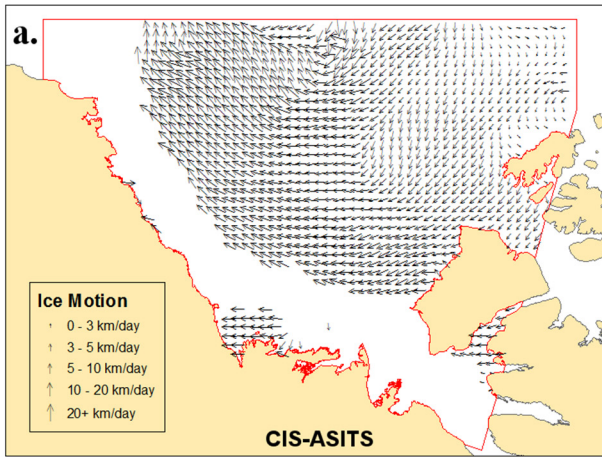 a.
Ice Motion
0 - 3 km/day
3 - 5 km/day
5 - 10 km/day
10 - 20 km/day
20+ km/day
CIS-ASITS